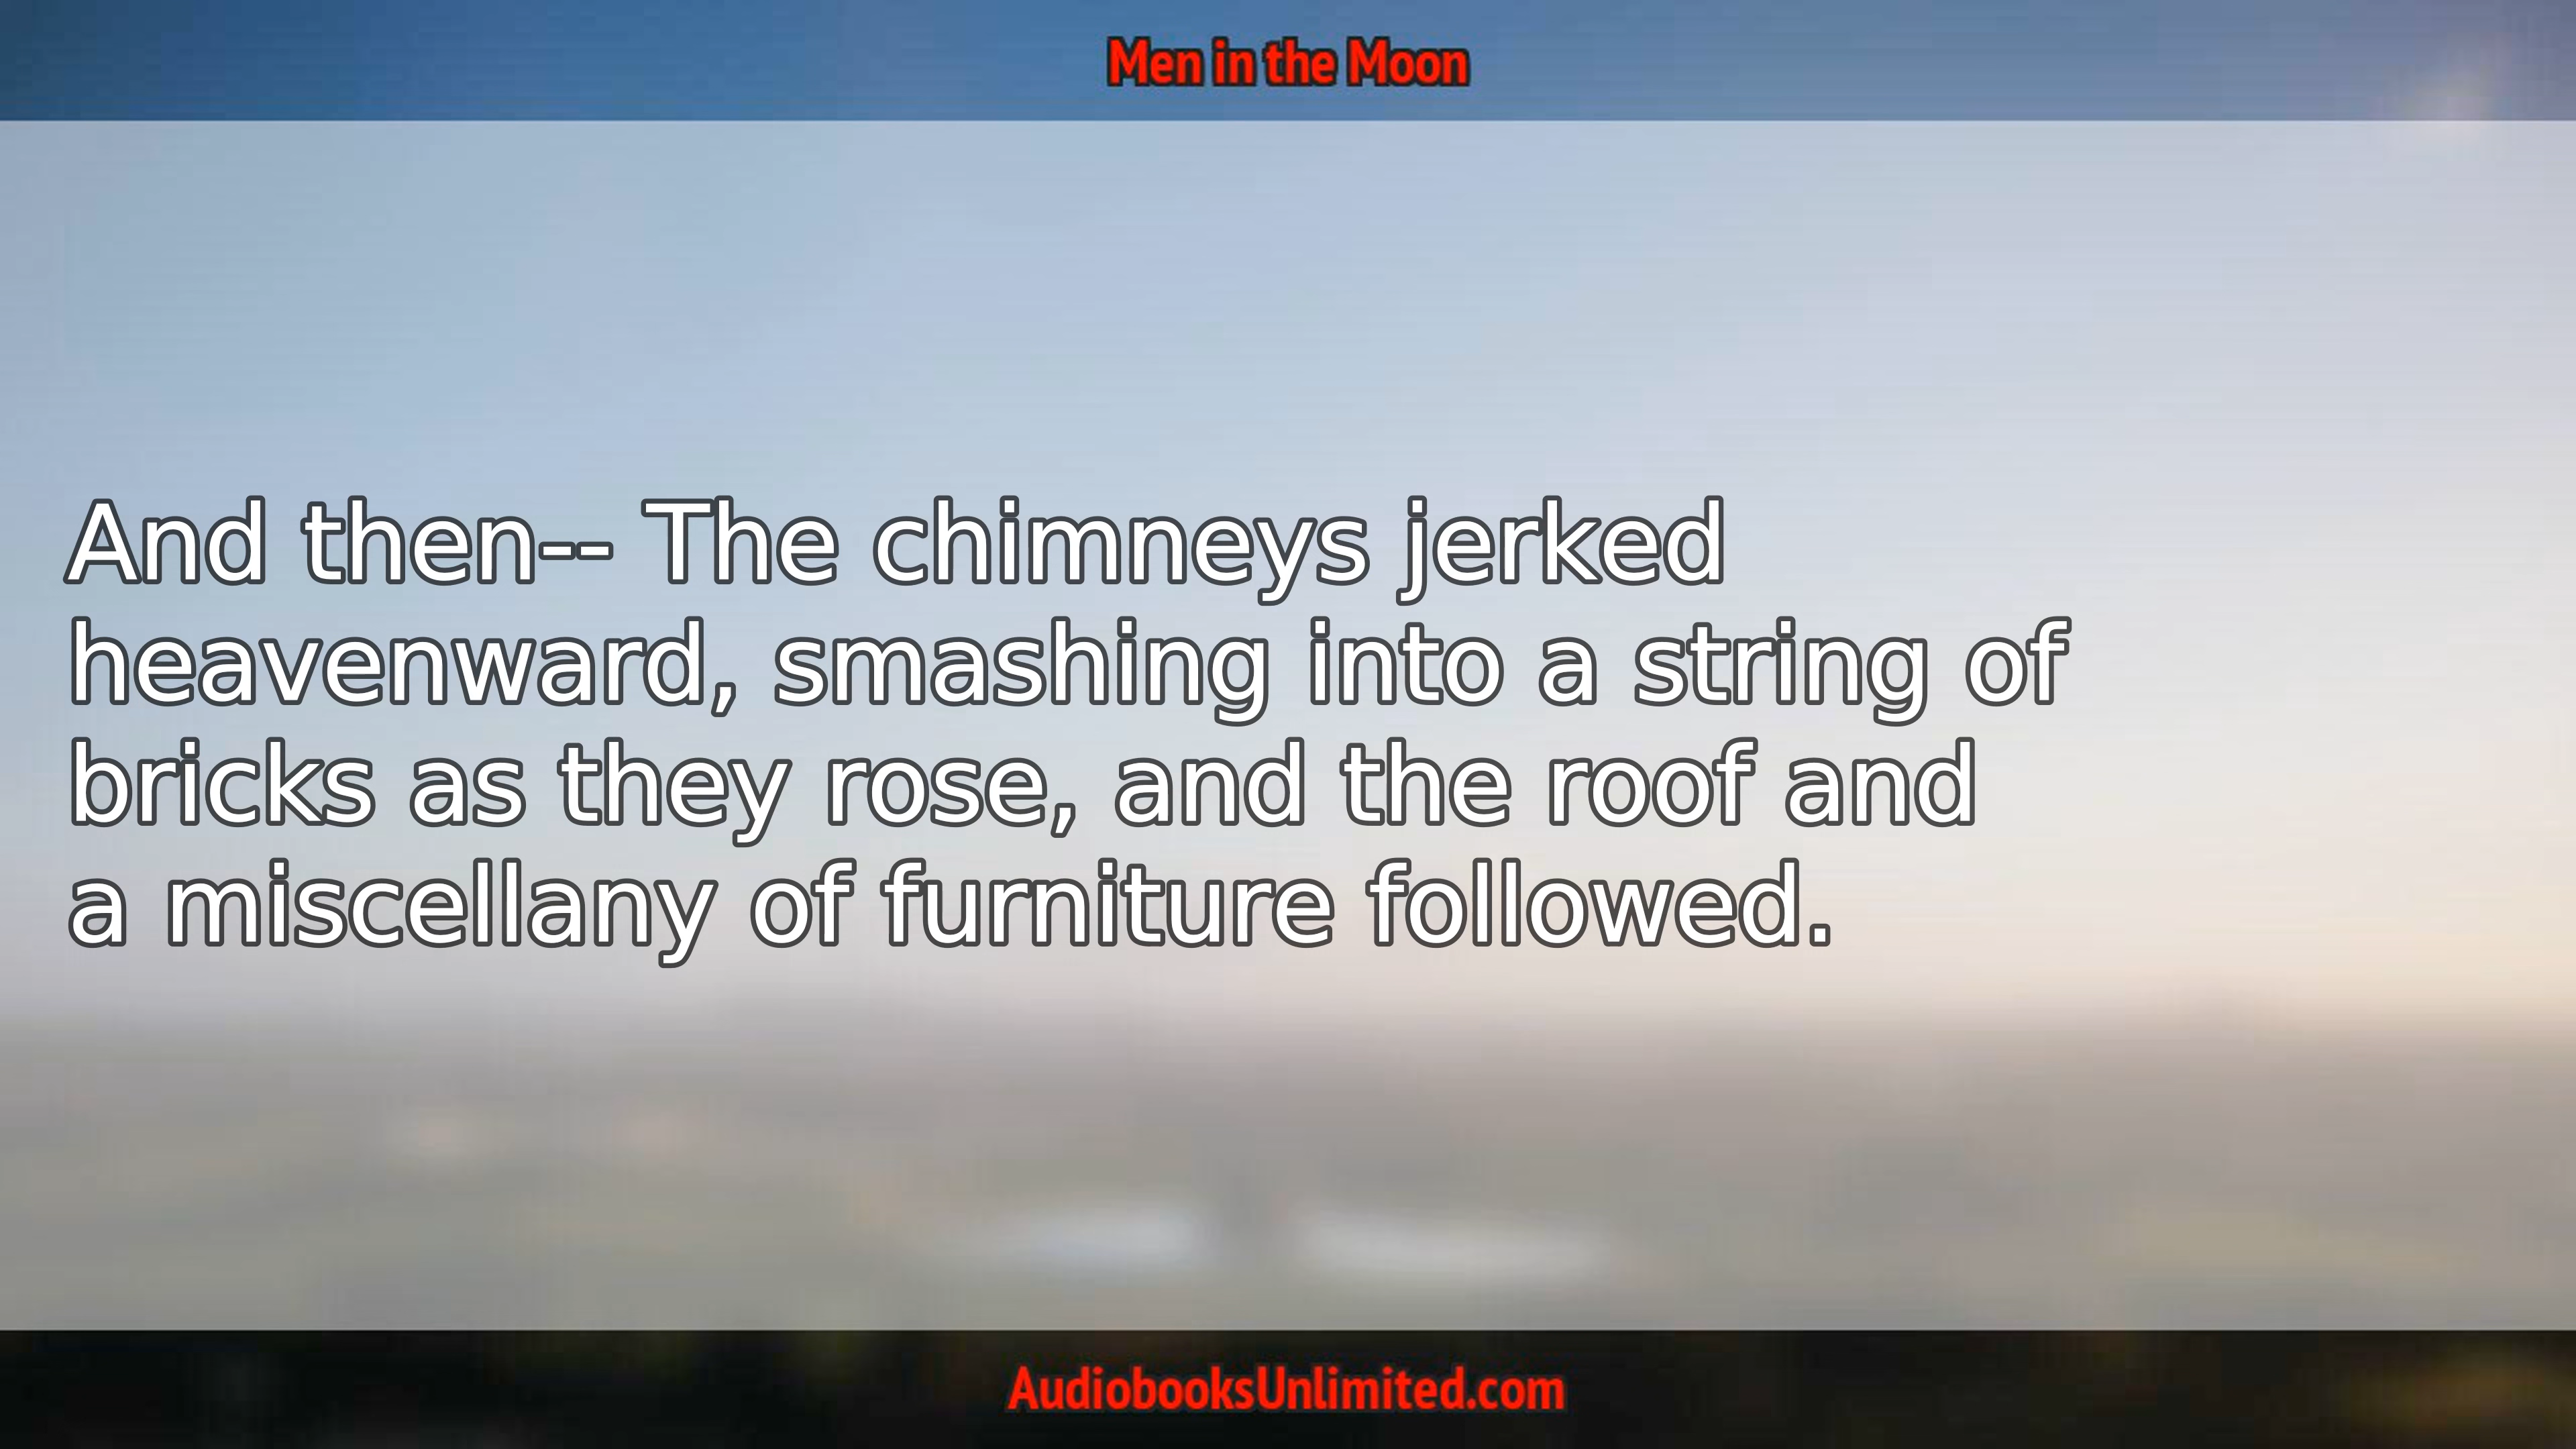 Men in the Moon
And then-- The chimneys jerked
heavenward, smashing into a string of
bricks as they rose, and the roof and
a miscellany of furniture followed.
AudiobooksUnlimited.com